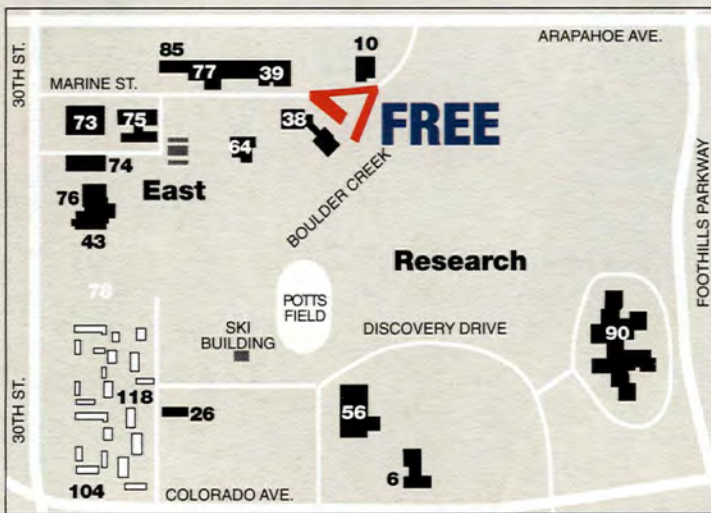 ARAPAHOE AVE.
30TH ST.
85
10
77
39
MARINE ST.
73
75
38
FREE
64
74
East
76
43
BOULDER CREEK
FOOTHILLS PARKWAY
Research
78
POTTS
FIELD
SKI
BUILDING
DISCOVERY DRIVE
90
118
26
56
30TH ST.
6
104
COLORADO AVE.